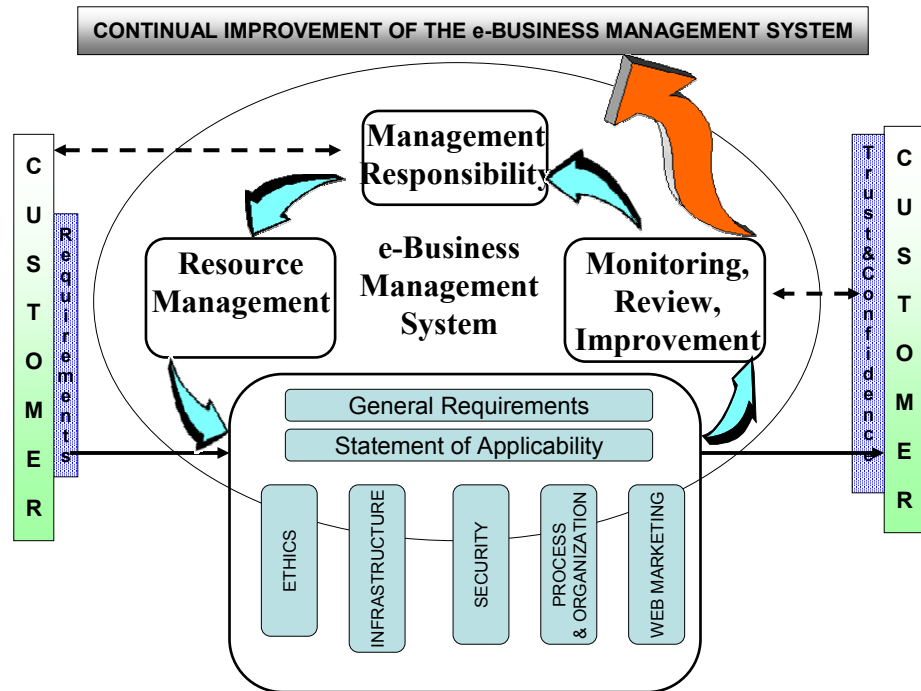 CONTINUAL IMPROVEMENT OF THE e-BUSINESS MANAGEMENT SYSTEM
CUSTOMER
Requirements
Management
Responsibility
Resource
Management
e-Business
Management
System
Monitoring,
Review,
Improvement
Trust&Confidence
CUSTOMER
General Requirements
Statement of Applicability
ETHICS
INFRASTRUCTURE
SECURITY
PROCESS
& ORGANIZATION
WEB MARKETING